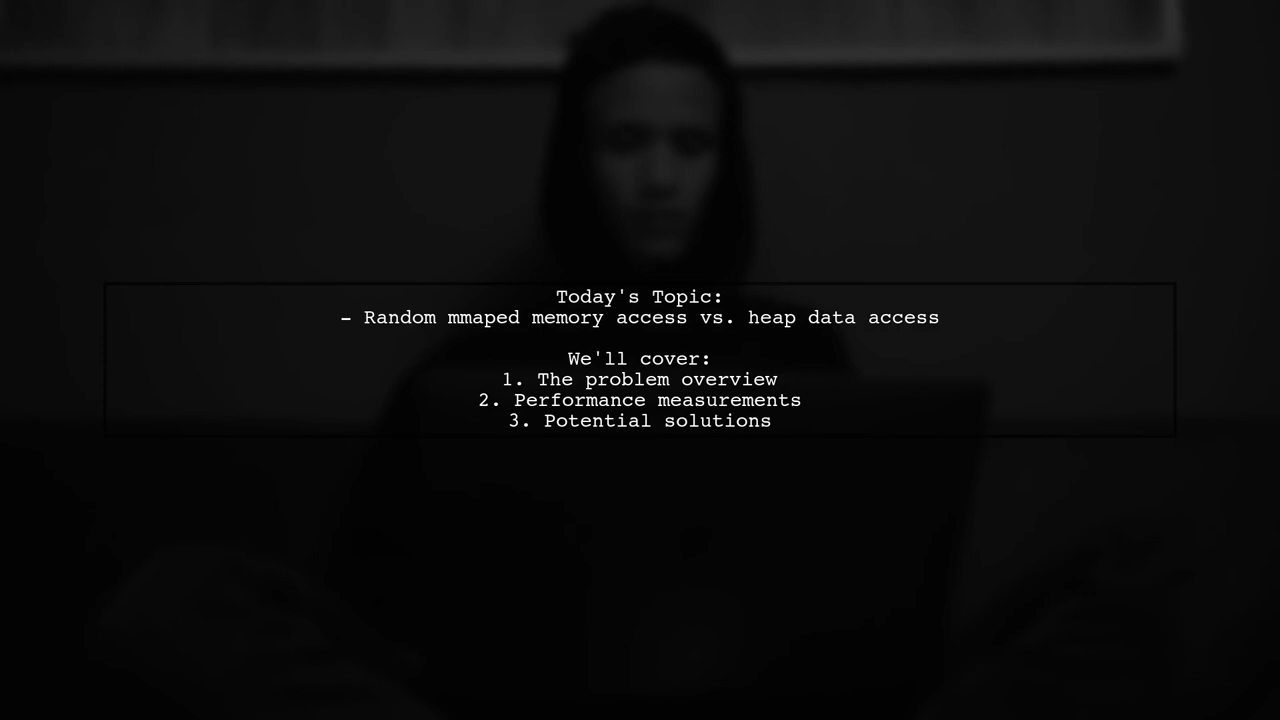 Today's Topic:
- Random mmaped memory access vs. heap data access
We'll cover:
1. The problem overview
2. Performance measurements
3. Potential solutions